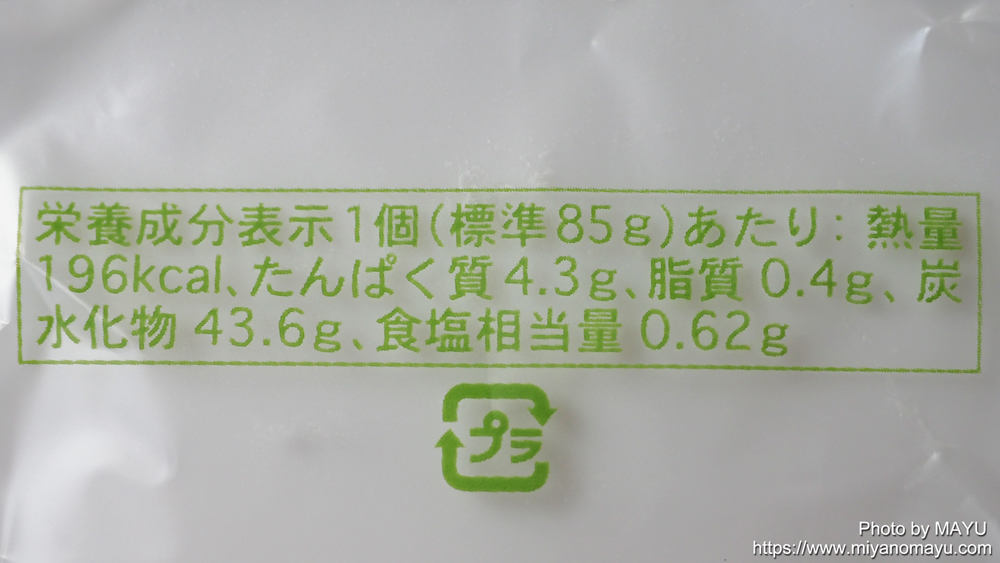 栄養成分表示1個(標準85g)あたり: 熱量
196kcal、たんぱく質4.3g、脂質 0.4g、炭
水化物 43.6g、食塩相当量 0.62g
プラ
Photo by MAYU
https://www.miyanomayu.com